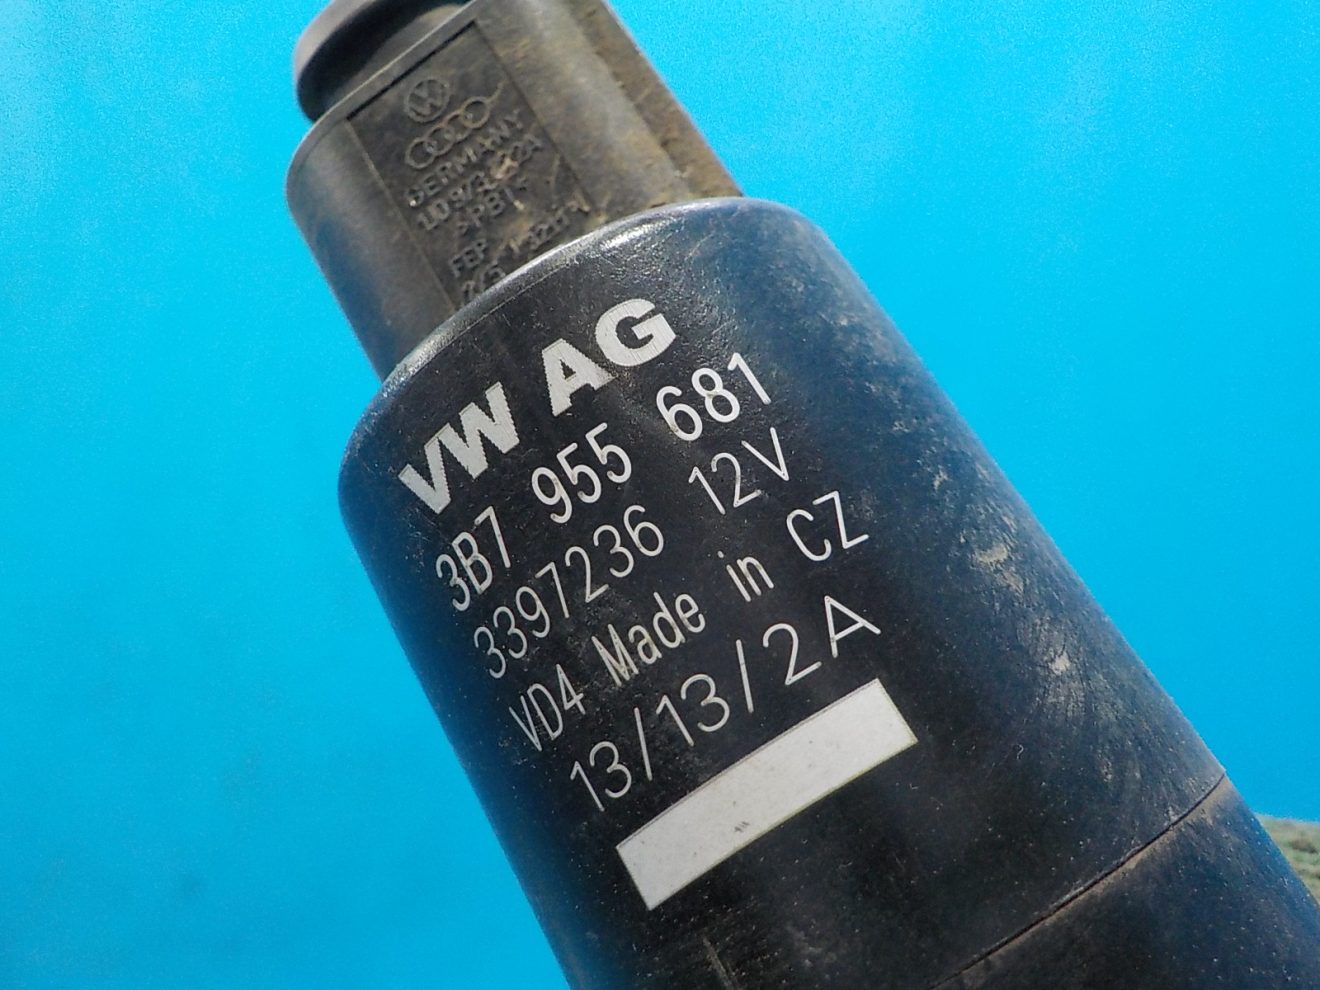 GERMANY
VW AG
3B7 955 681
3397236 12V
VD4 Made in CZ
13/13/2A